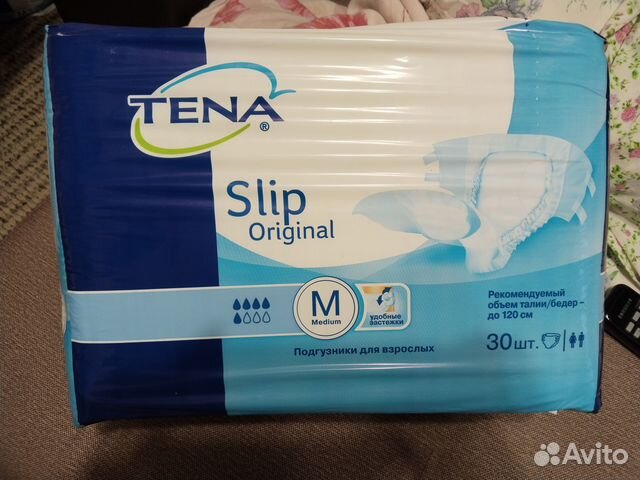 TENA®
Slip
Original
M
Medium
удобные
застежки
Рекомендуемый
объем талии/бедер –
до 120 см
Подгузники для взрослых
30 шт.
Avito